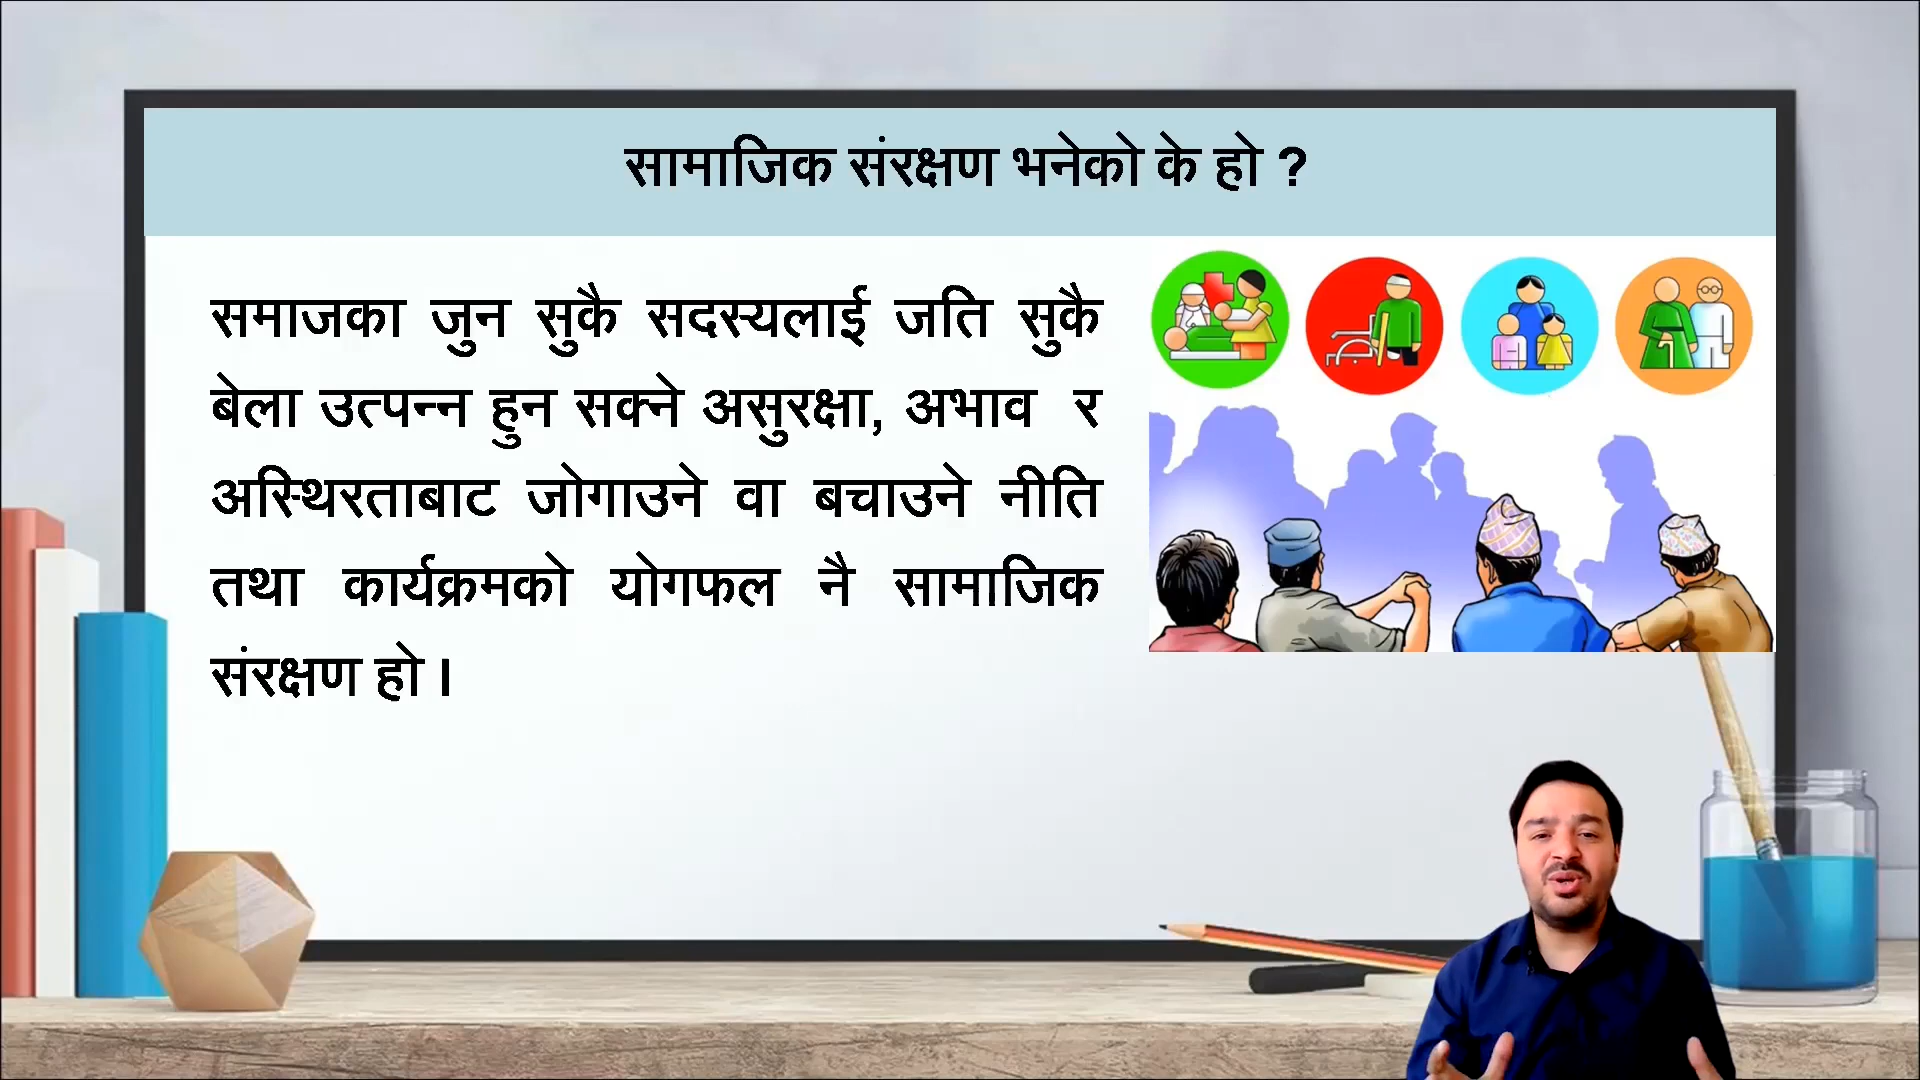 सामाजिक संरक्षण भनेको के हो ?
समाजका जुन सुकै सदस्यलाई जति सुकै
बेला उत्पन्न हुन सक्ने असुरक्षा, अभाव र
अस्थिरताबाट जोगाउने वा बचाउने नीति
तथा कार्यक्रमको योगफल नै सामाजिक
संरक्षण हो ।